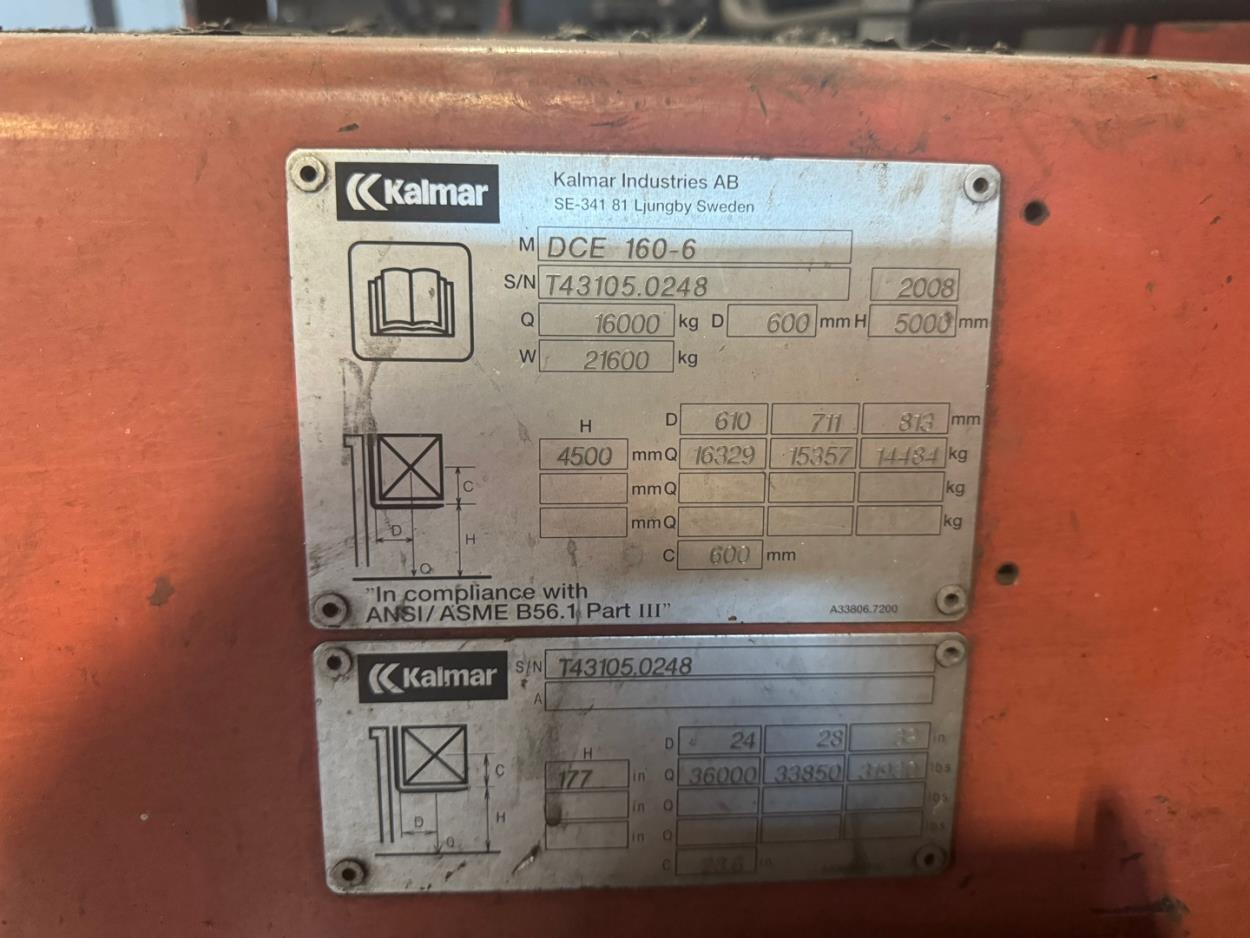 Kalmar
Kalmar Industries AB
SE-341 81 Ljungby Sweden
M DCE 160-6
S/N T43105.0248 2008
Q 16000 kg D 600 mm H 5000 mm
W 21600 kg
H D 610 711 813 mm
4500 mm Q 16329 15357 14484 kg
mm Q kg
mm Q kg
C 600 mm
C
D H
Q
"In compliance with
ANSI/ASME B56.1 Part III"
A33806.7200
Kalmar
S/N T43105.0248
A
H D 24 28 in
177 in Q 36000 33850 lbs
in Q lbs
in Q lbs
C 23.6 in
C
D H
Q